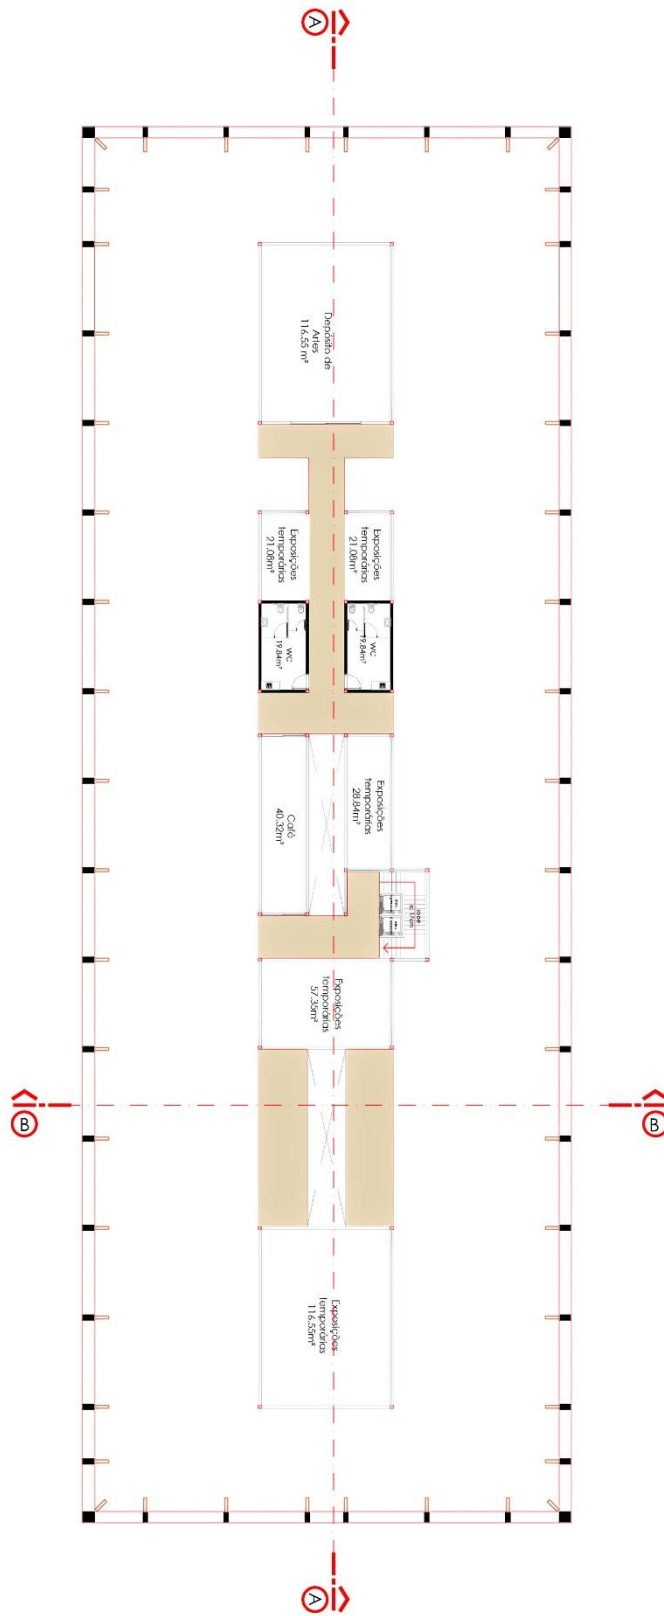 A
Depósito de
Artes
116.55 m²
Exposições
temporárias
21.08m²
Exposições
temporárias
21.08m²
WC
19.84m²
WC
19.84m²
Exposições
temporárias
28.84m²
Café
40.32m²
sobe
Exposições
temporárias
57.35m²
B
B
Exposições
temporárias
116.55m²
A